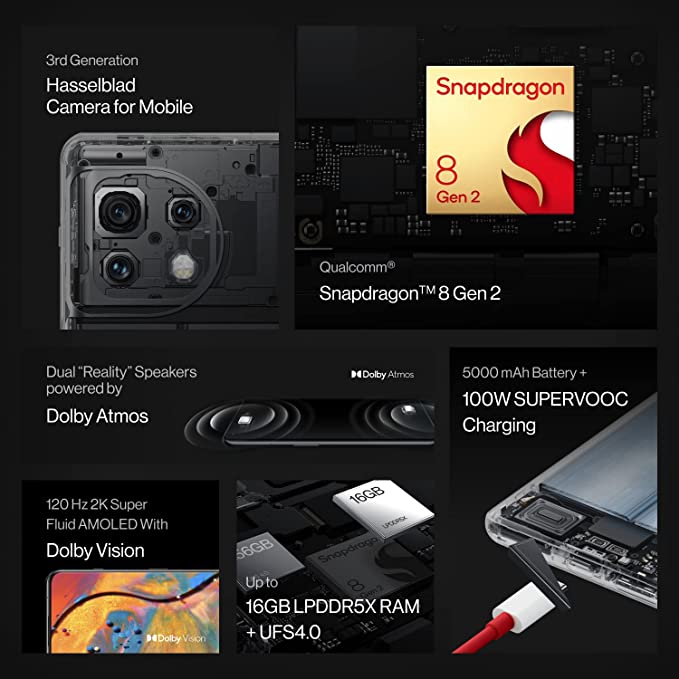 3rd Generation
Hasselblad
Camera for Mobile
Snapdragon
8
Gen 2
Qualcomm®
Snapdragon™ 8 Gen 2
Dual “Reality” Speakers
powered by
Dolby Atmos
Dolby Atmos
5000 mAh Battery +
100W SUPERVOOC
Charging
120 Hz 2K Super
Fluid AMOLED With
Dolby Vision
Dolby Vision
16GB
LPDDR5X
56GB
Snapdragon
8
Gen 2
Up to
16GB LPDDR5X RAM
+ UFS4.0